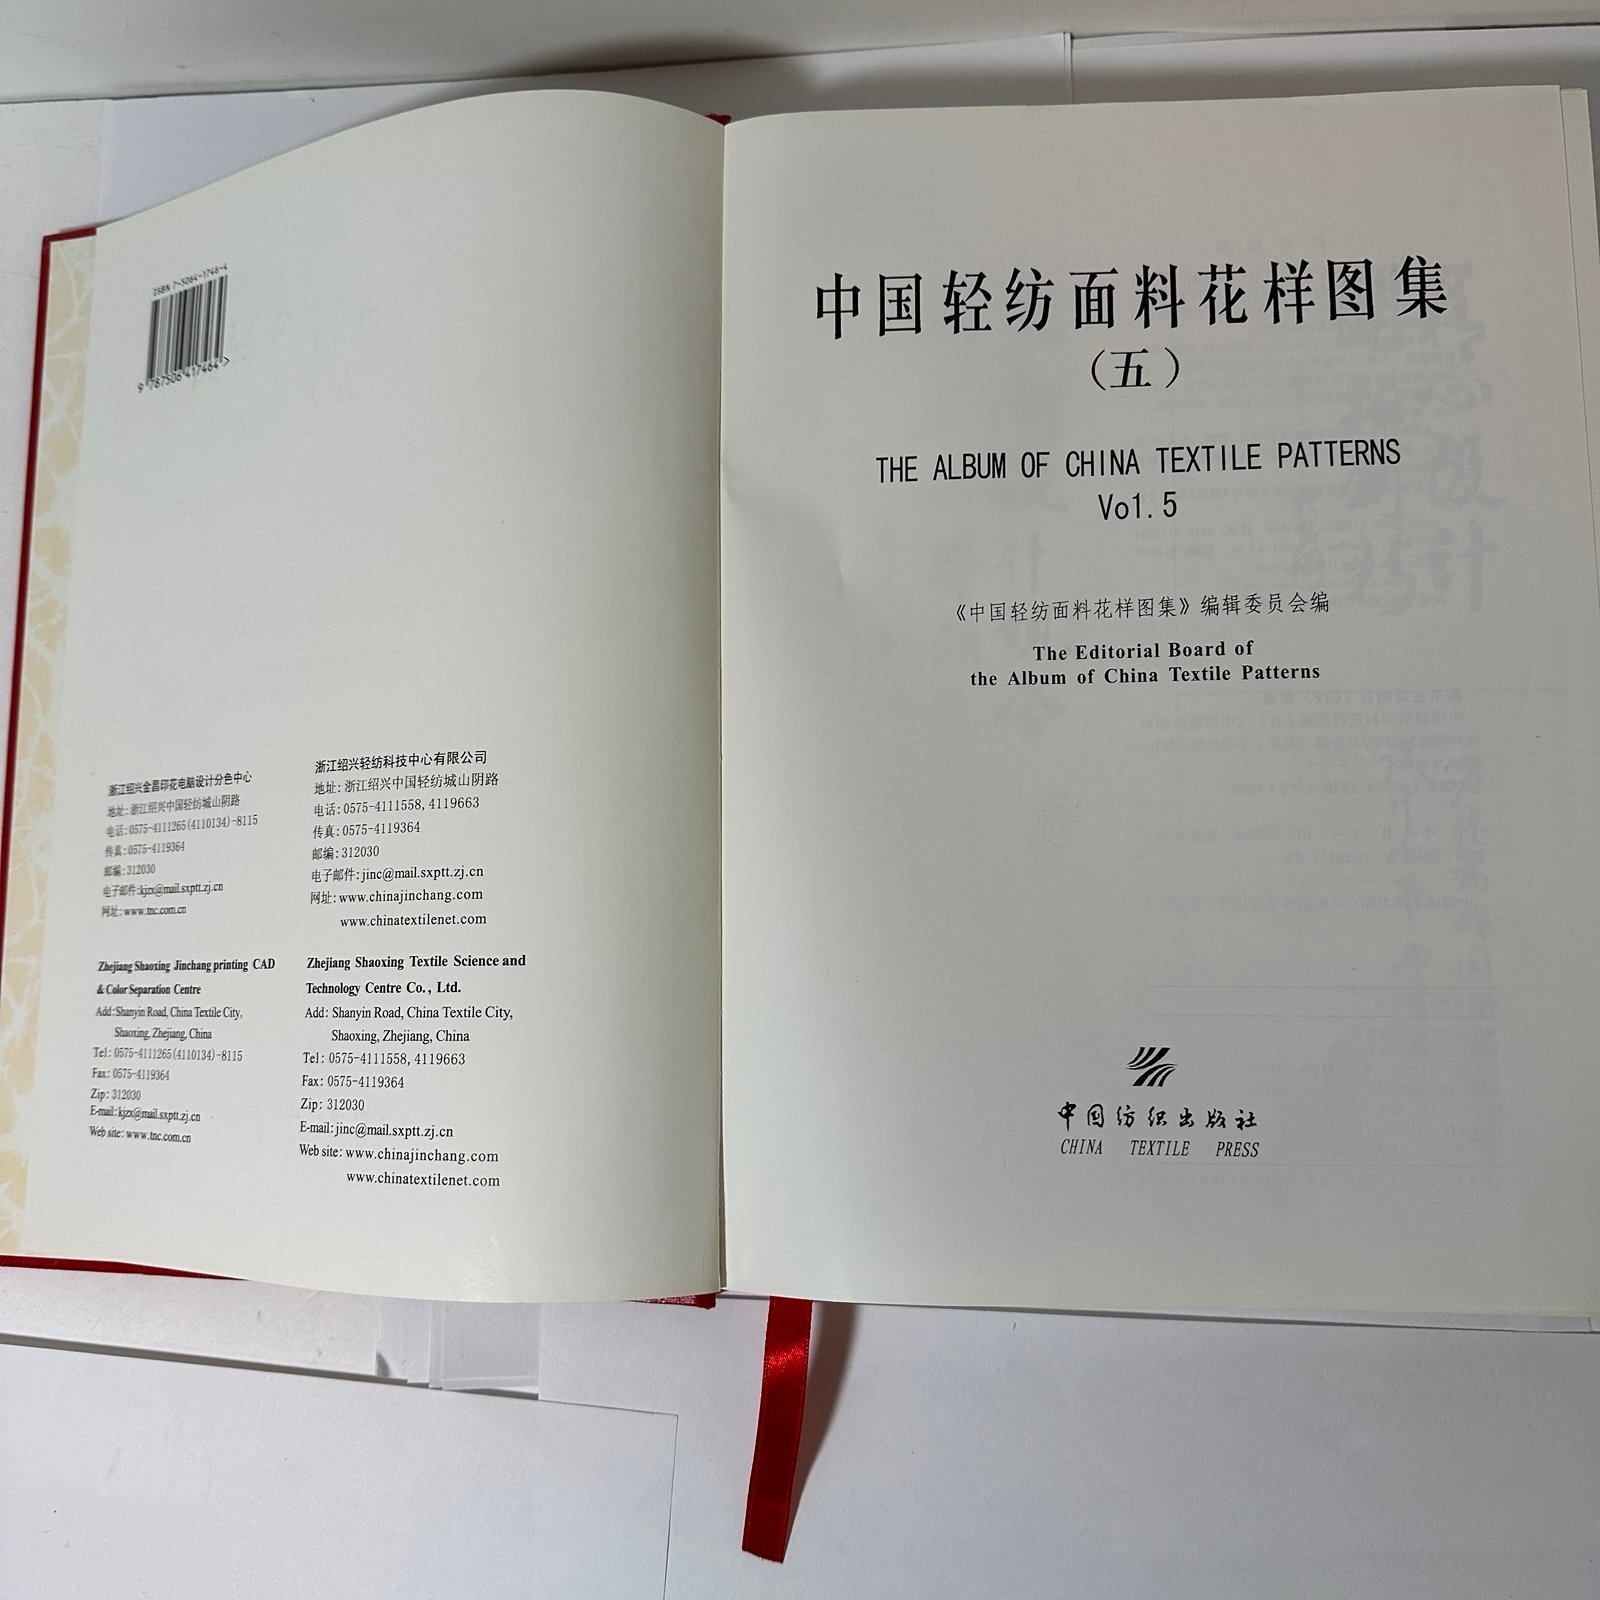 ISBN 7-5064-1746-4
9 787506 417464>
浙江绍兴金昌印花电脑设计分色中心
地址:浙江绍兴中国轻纺城山阴路
电话:0575-4111265(4110134)-8115
传真:0575-4119364
邮编:312030
电子邮件:kjzx@mail.sxptt.zj.cn
网址:www.tnc.com.cn
浙江绍兴轻纺科技中心有限公司
地址:浙江绍兴中国轻纺城山阴路
电话:0575-4111558, 4119663
传真:0575-4119364
邮编:312030
电子邮件:jinc@mail.sxptt.zj.cn
网址:www.chinajinchang.com
www.chinatextilenet.com
Zhejiang Shaoxing Jinchang printing CAD
& Color Separation Centre
Add:Shanyin Road, China Textile City,
Shaoxing, Zhejiang, China
Tel: 0575-4111265(4110134)-8115
Fax: 0575-4119364
Zip: 312030
E-mail: kjzx@mail.sxptt.zj.cn
Web site: www.tnc.com.cn
Zhejiang Shaoxing Textile Science and
Technology Centre Co., Ltd.
Add: Shanyin Road, China Textile City,
Shaoxing, Zhejiang, China
Tel: 0575-4111558, 4119663
Fax: 0575-4119364
Zip: 312030
E-mail: jinc@mail.sxptt.zj.cn
Web site: www.chinajinchang.com
www.chinatextilenet.com
中国轻纺面料花样图集
(五)
THE ALBUM OF CHINA TEXTILE PATTERNS
Vol. 5
《中国轻纺面料花样图集》编辑委员会编
The Editorial Board of
the Album of China Textile Patterns
中国纺织出版社
CHINA TEXTILE PRESS